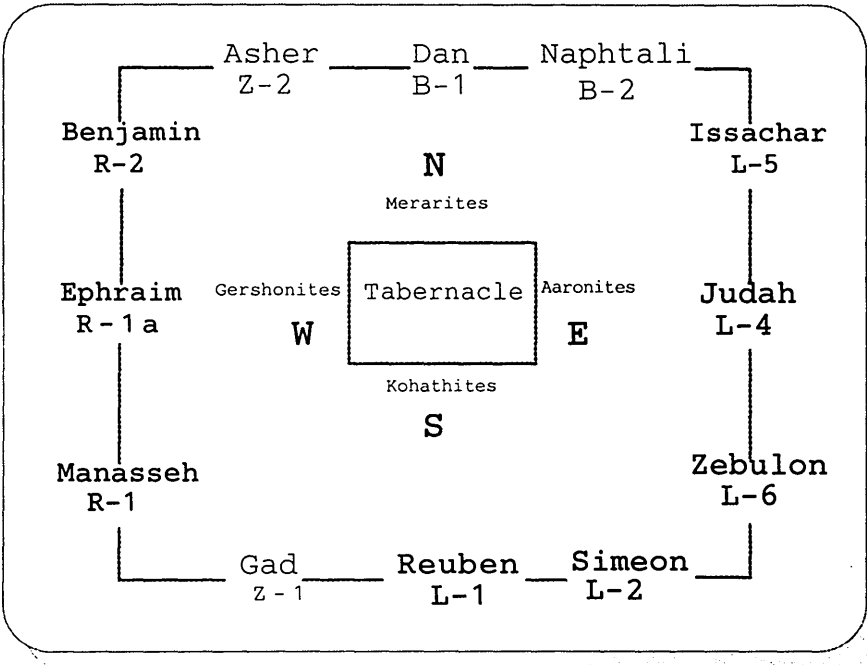 Asher Dan Naphtali
Z-2 B-1 B-2
Benjamin Issachar
R-2 L-5
N
Merarites
Ephraim Gershonites Tabernacle Aaronites Judah
R-1a W E L-4
Kohathites
S
Manasseh Zebulon
R-1 L-6
Gad Reuben Simeon
Z-1 L-1 L-2